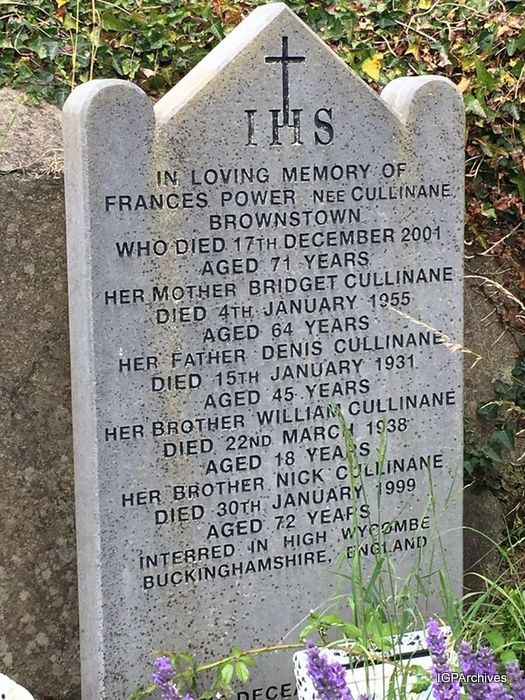 IHS
IN LOVING MEMORY OF
FRANCES POWER NEE CULLINANE
BROWNSTOWN
WHO DIED 17TH DECEMBER 2001
AGED 71 YEARS
HER MOTHER BRIDGET CULLINANE
DIED 4TH JANUARY 1955
AGED 64 YEARS
HER FATHER DENIS CULLINANE
DIED 15TH JANUARY 1931
AGED 45 YEARS
HER BROTHER WILLIAM CULLINANE
DIED 22ND MARCH 1938
AGED 18 YEARS
HER BROTHER NICK CULLINANE
DIED 30TH JANUARY 1999
AGED 72 YEARS
INTERRED IN HIGH WYCOMBE
BUCKINGHAMSHIRE, ENGLAND
IGPArchives